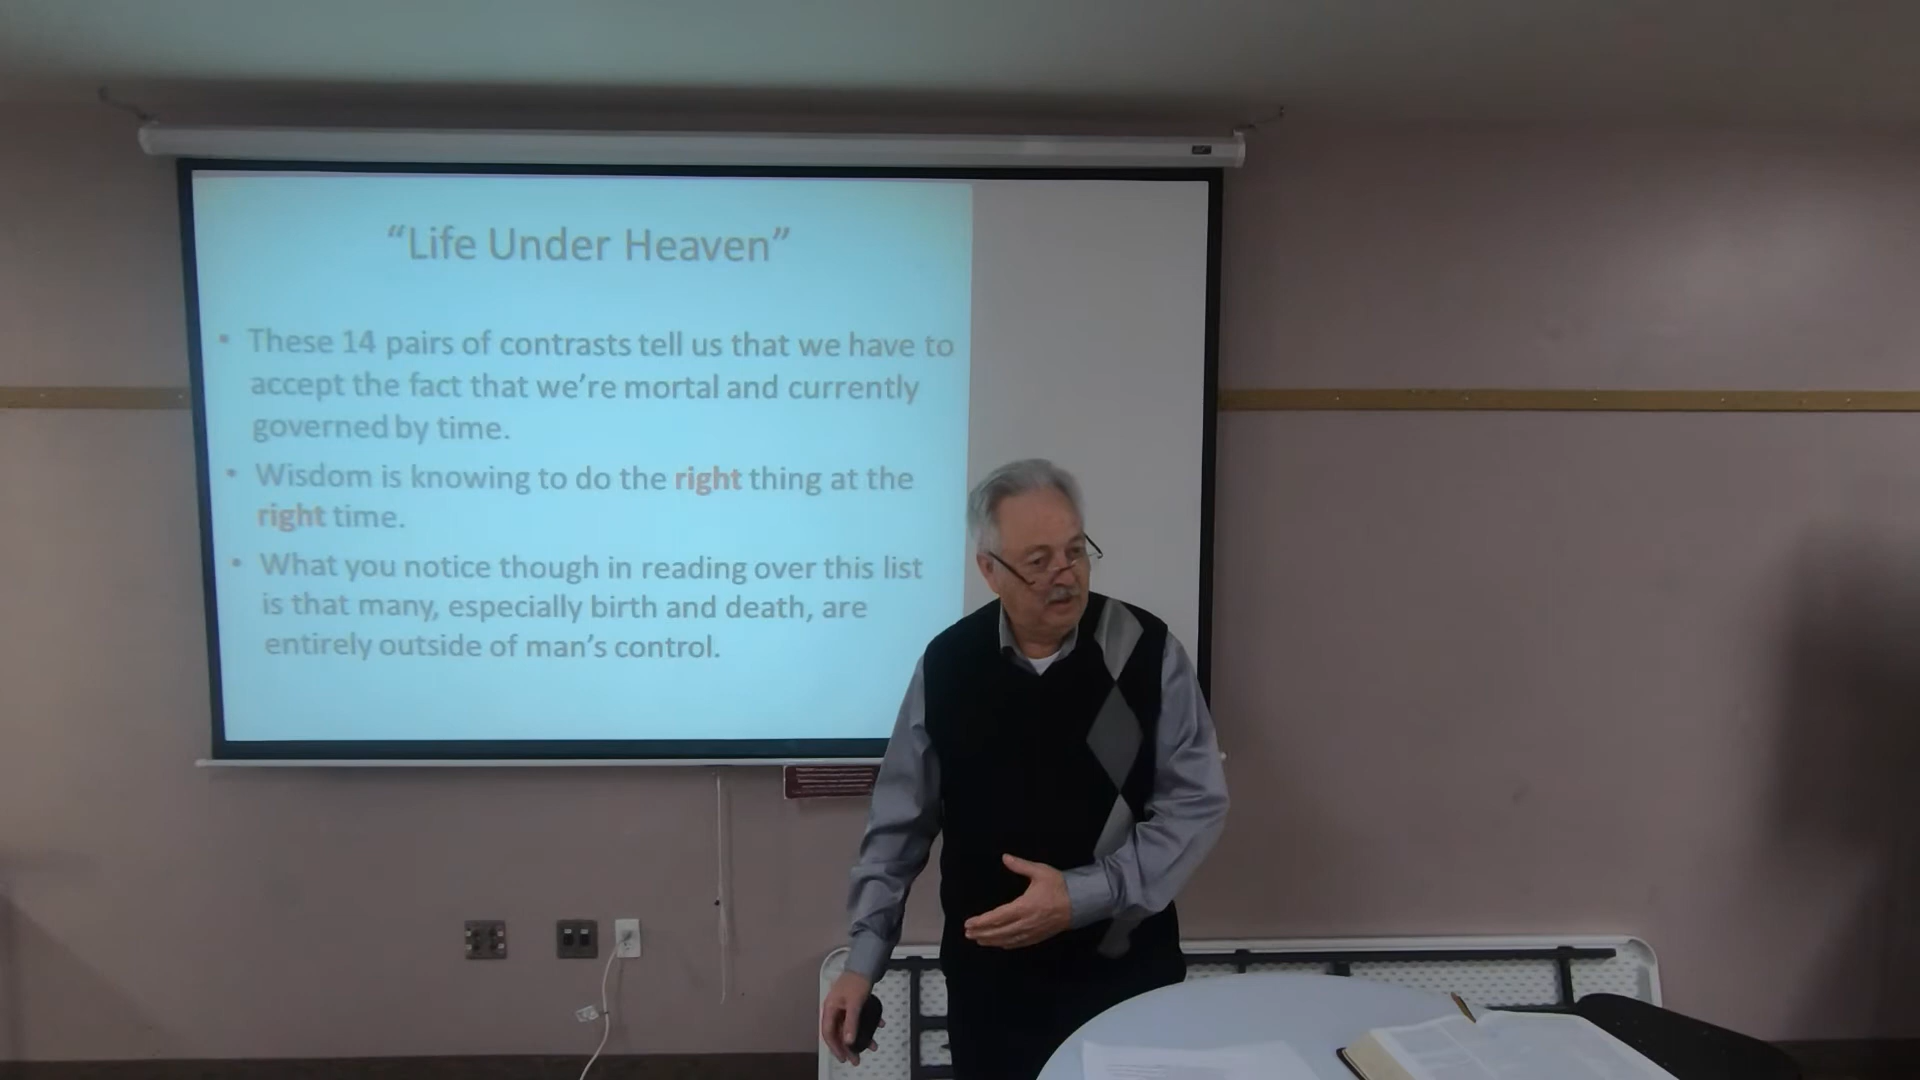 “Life Under Heaven”
• These 14 pairs of contrasts tell us that we have to
accept the fact that we’re mortal and currently
governed by time.
• Wisdom is knowing to do the right thing at the
right time.
• What you notice though in reading over this list
is that many, especially birth and death, are
entirely outside of man’s control.